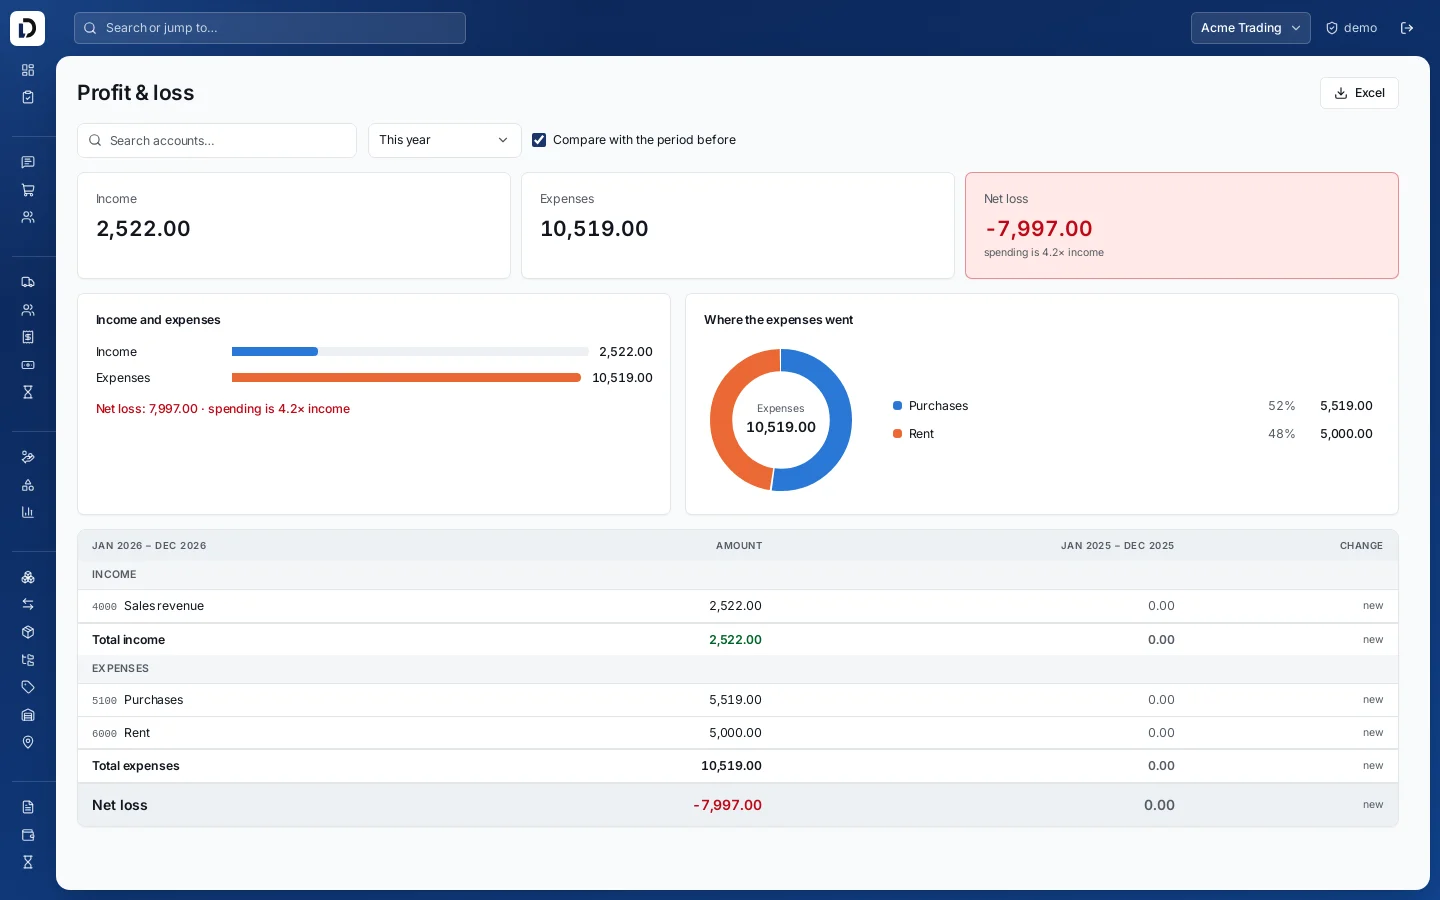 Search or jump to...
Acme Trading
demo
Profit & loss
Excel
Search accounts...
This year
Compare with the period before
Income
2,522.00
Expenses
10,519.00
Net loss
-7,997.00
spending is 4.2× income
Income and expenses
Income 2,522.00
Expenses 10,519.00
Net loss: 7,997.00 · spending is 4.2× income
Where the expenses went
Expenses
10,519.00
Purchases 52% 5,519.00
Rent 48% 5,000.00
JAN 2026 – DEC 2026 AMOUNT JAN 2025 – DEC 2025 CHANGE
INCOME
4000 Sales revenue 2,522.00 0.00 new
Total income 2,522.00 0.00 new
EXPENSES
5100 Purchases 5,519.00 0.00 new
6000 Rent 5,000.00 0.00 new
Total expenses 10,519.00 0.00 new
Net loss -7,997.00 0.00 new